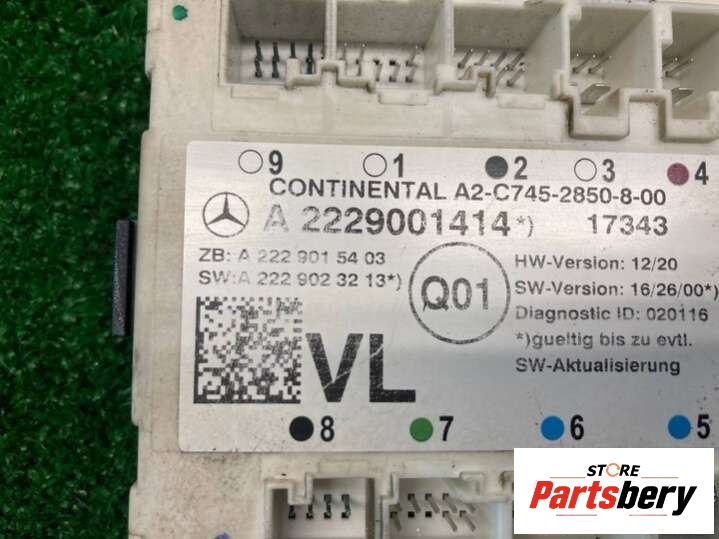 9 1 2 3 4
CONTINENTAL A2-C745-2850-8-00
A 2229001414*) 17343
ZB: A 222 901 54 03
SW:A 222 902 32 13*)
Q01
HW-Version: 12/20
SW-Version: 16/26/00*)
Diagnostic ID: 020116
*)gueltig bis zu evtl.
SW-Aktualisierung
VL
8 7 6 5
STORE
Partsbery